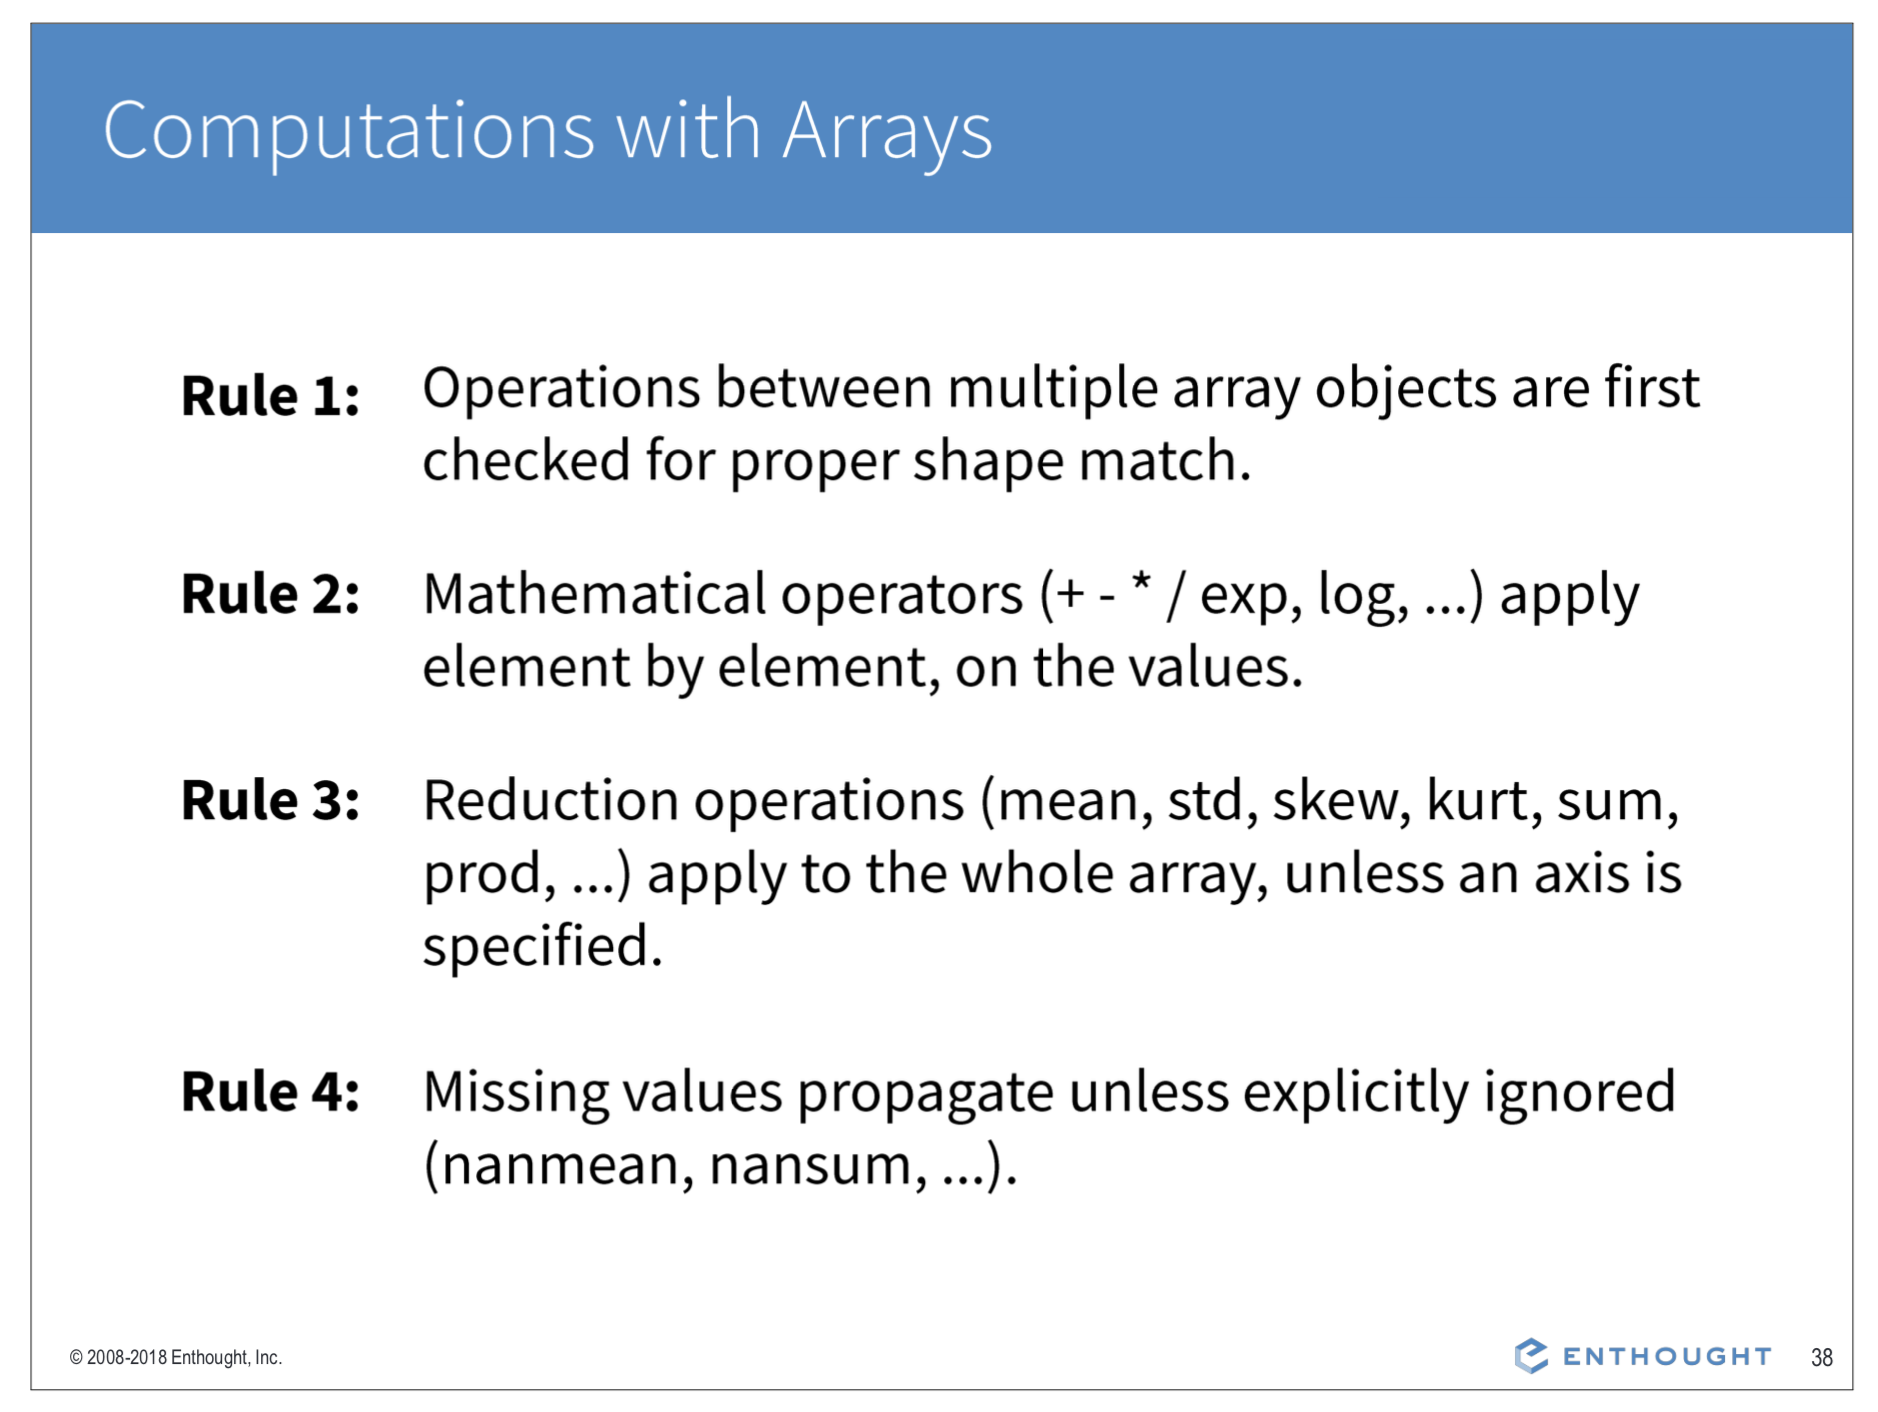 Computations with Arrays
Rule 1: Operations between multiple array objects are first
checked for proper shape match.
Rule 2: Mathematical operators (+ - * / exp, log, ...) apply
element by element, on the values.
Rule 3: Reduction operations (mean, std, skew, kurt, sum,
prod, ...) apply to the whole array, unless an axis is
specified.
Rule 4: Missing values propagate unless explicitly ignored
(nanmean, nansum, ...).
© 2008-2018 Enthought, Inc. ENTHOUGHT 38